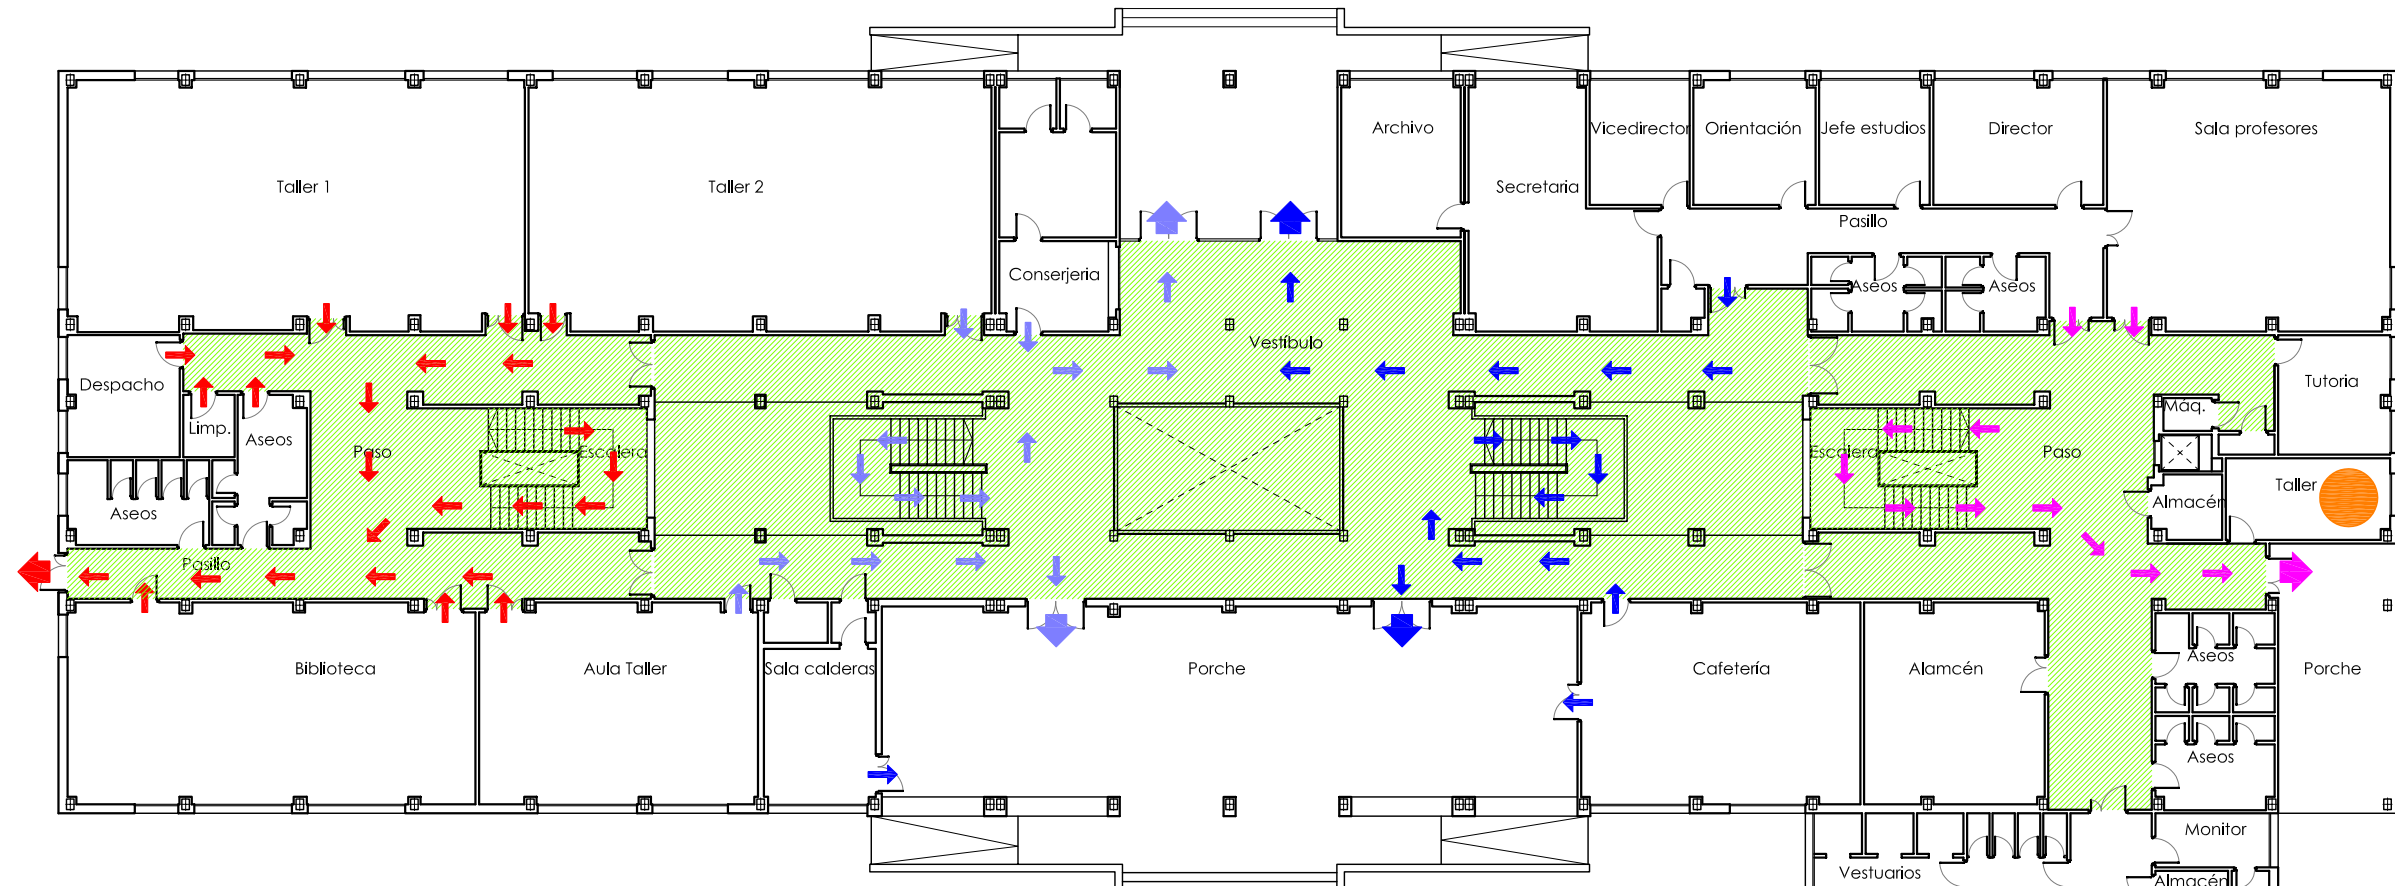 Archivo
Vicedirector
Orientación
Jefe estudios
Director
Sala profesores
Taller 1
Taller 2
Secretaria
Pasillo
Conserjeria
Aseos
Aseos
Vestíbulo
Despacho
Tutoria
Máq.
Limp.
Aseos
Paso
Escalera
Escalera
Paso
Taller
Almacén
Aseos
Pasillo
Biblioteca
Aula Taller
Sala calderas
Porche
Cafetería
Alamcén
Aseos
Porche
Aseos
Monitor
Vestuarios
Almacén